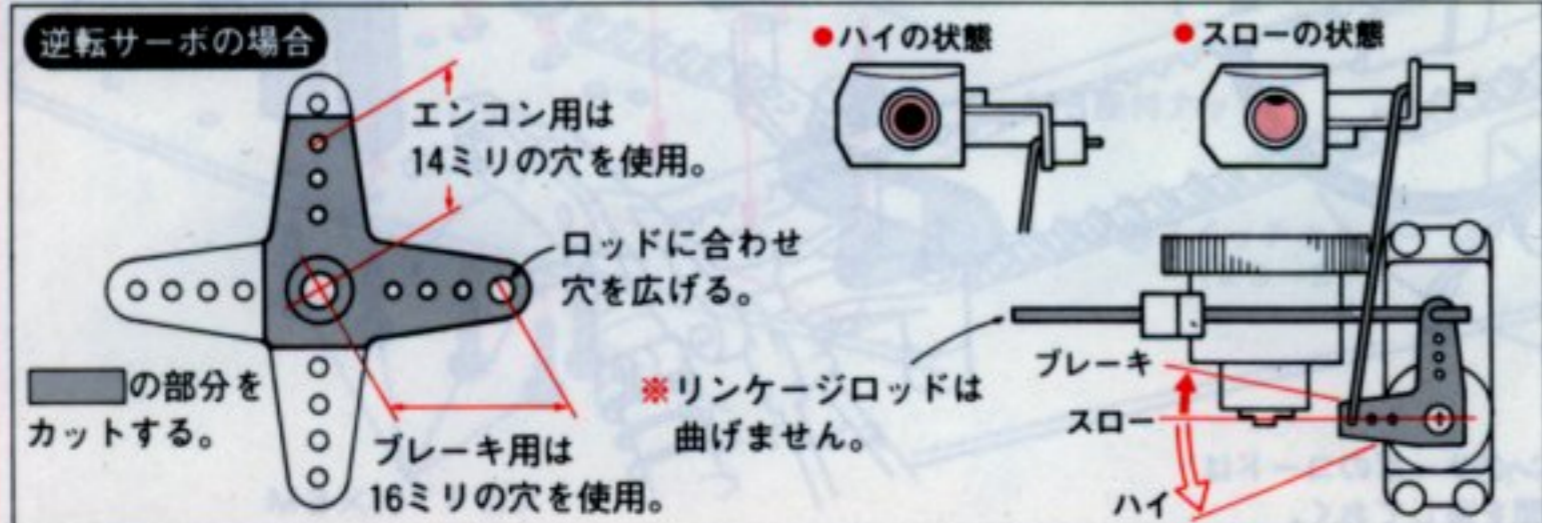 逆転サーボの場合
●ハイの状態
●スローの状態
エンコン用は
14ミリの穴を使用。
ロッドに合わせ
穴を広げる。
の部分を
カットする。
ブレーキ用は
16ミリの穴を使用。
※リンケージロッドは
曲げません。
ブレーキ
スロー
ハイ